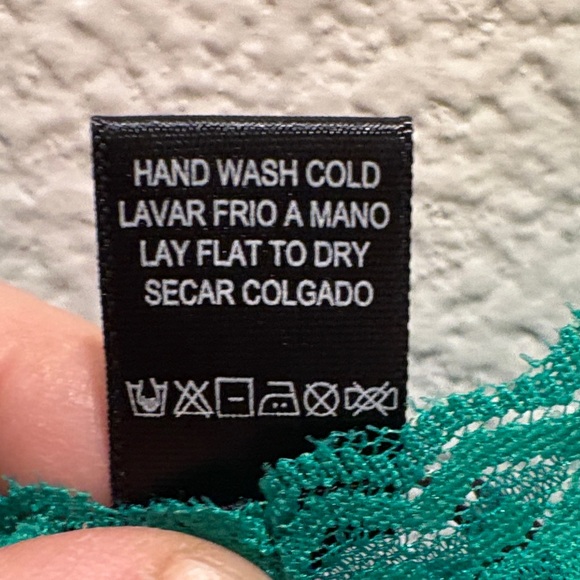 HAND WASH COLD
LAVAR FRIO A MANO
LAY FLAT TO DRY
SECAR COLGADO